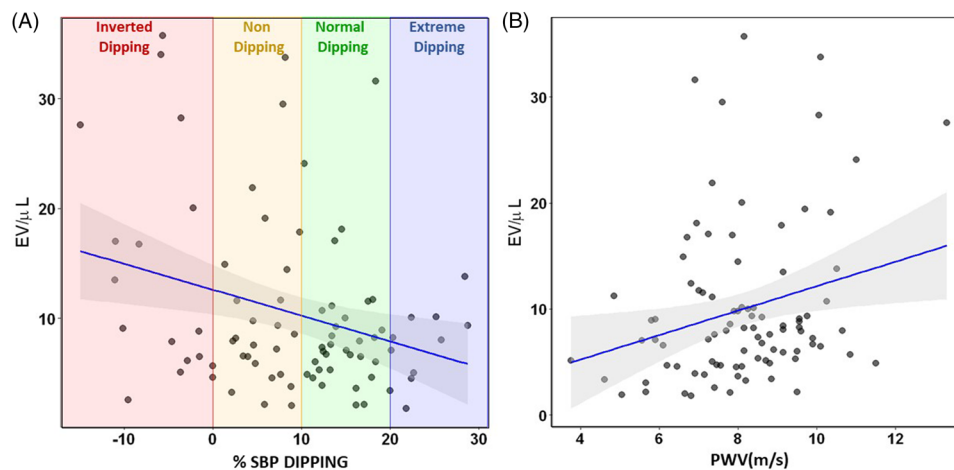 (A)
Inverted Dipping
Non Dipping
Normal Dipping
Extreme Dipping
EV/μ L
30
20
10
-10
0
10
20
30
% SBP DIPPING
(B)
EV/μ L
30
20
10
0
4
6
8
10
12
PWV(m/s)